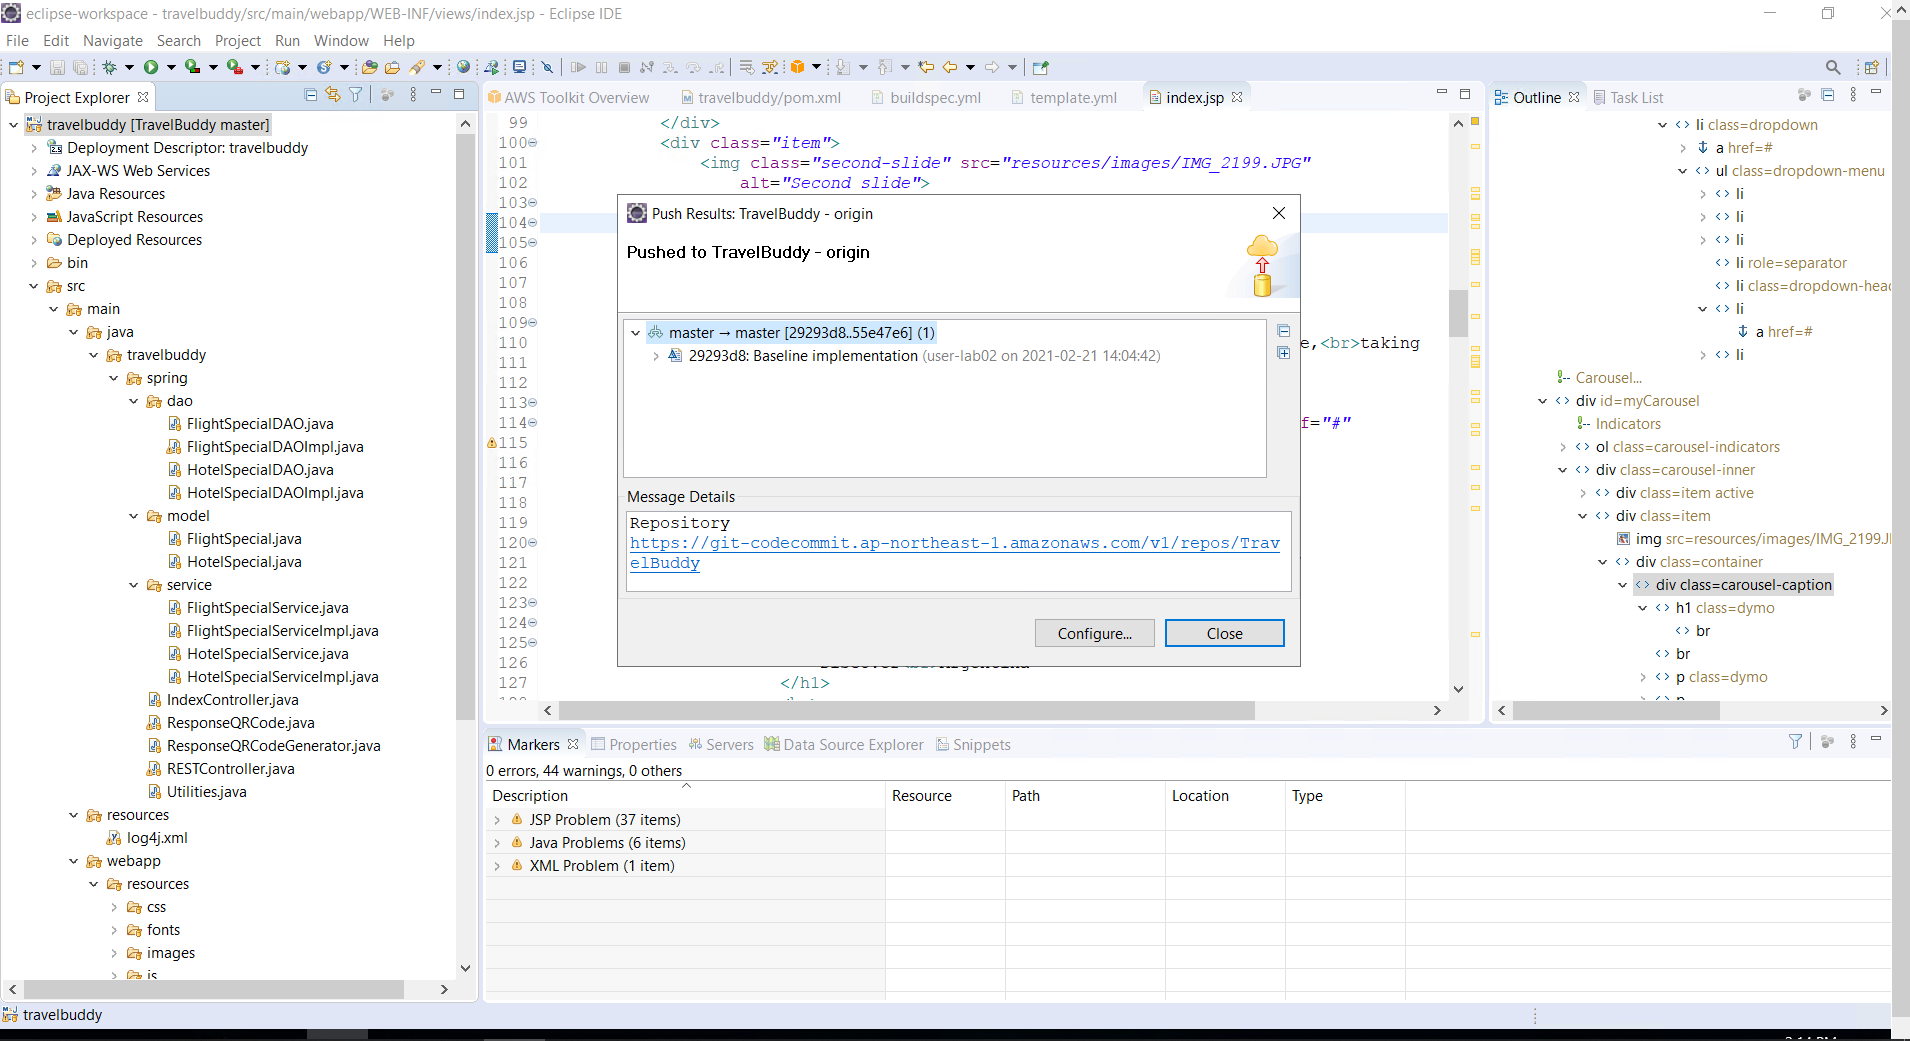 eclipse-workspace - travelbuddy/src/main/webapp/WEB-INF/views/index.jsp - Eclipse IDE
File Edit Navigate Search Project Run Window Help
Project Explorer
travelbuddy [TravelBuddy master]
Deployment Descriptor: travelbuddy
JAX-WS Web Services
Java Resources
JavaScript Resources
Deployed Resources
bin
src
main
java
travelbuddy
spring
dao
FlightSpecialDAO.java
FlightSpecialDAOImpl.java
HotelSpecialDAO.java
HotelSpecialDAOImpl.java
model
FlightSpecial.java
HotelSpecial.java
service
FlightSpecialService.java
FlightSpecialServiceImpl.java
HotelSpecialService.java
HotelSpecialServiceImpl.java
IndexController.java
ResponseQRCode.java
ResponseQRCodeGenerator.java
RESTController.java
Utilities.java
resources
log4j.xml
webapp
resources
css
fonts
images
js
AWS Toolkit Overview travelbuddy/pom.xml buildspec.yml template.yml index.jsp
99 </div>
100 <div class="item">
101 <img class="second-slide" src="resources/images/IMG_2199.JPG"
102 alt="Second slide">
103
104
105
106
107
108
109
110 e,<br>taking
111
112
113
114 f="#"
115
116
117
118
119
120
121
122
123
124
125
126
127 </h1>
Push Results: TravelBuddy - origin
Pushed to TravelBuddy - origin
master → master [29293d8..55e47e6] (1)
29293d8: Baseline implementation (user-lab02 on 2021-02-21 14:04:42)
Message Details
Repository
https://git-codecommit.ap-northeast-1.amazonaws.com/v1/repos/Trav
elBuddy
Configure... Close
Outline Task List
li class=dropdown
a href=#
ul class=dropdown-menu
li
li
li
li role=separator
li class=dropdown-head
li
a href=#
li
Carousel...
div id=myCarousel
Indicators
ol class=carousel-indicators
div class=carousel-inner
div class=item active
div class=item
img src=resources/images/IMG_2199.J
div class=container
div class=carousel-caption
h1 class=dymo
br
br
p class=dymo
Markers Properties Servers Data Source Explorer Snippets
0 errors, 44 warnings, 0 others
Description Resource Path Location Type
JSP Problem (37 items)
Java Problems (6 items)
XML Problem (1 item)
travelbuddy